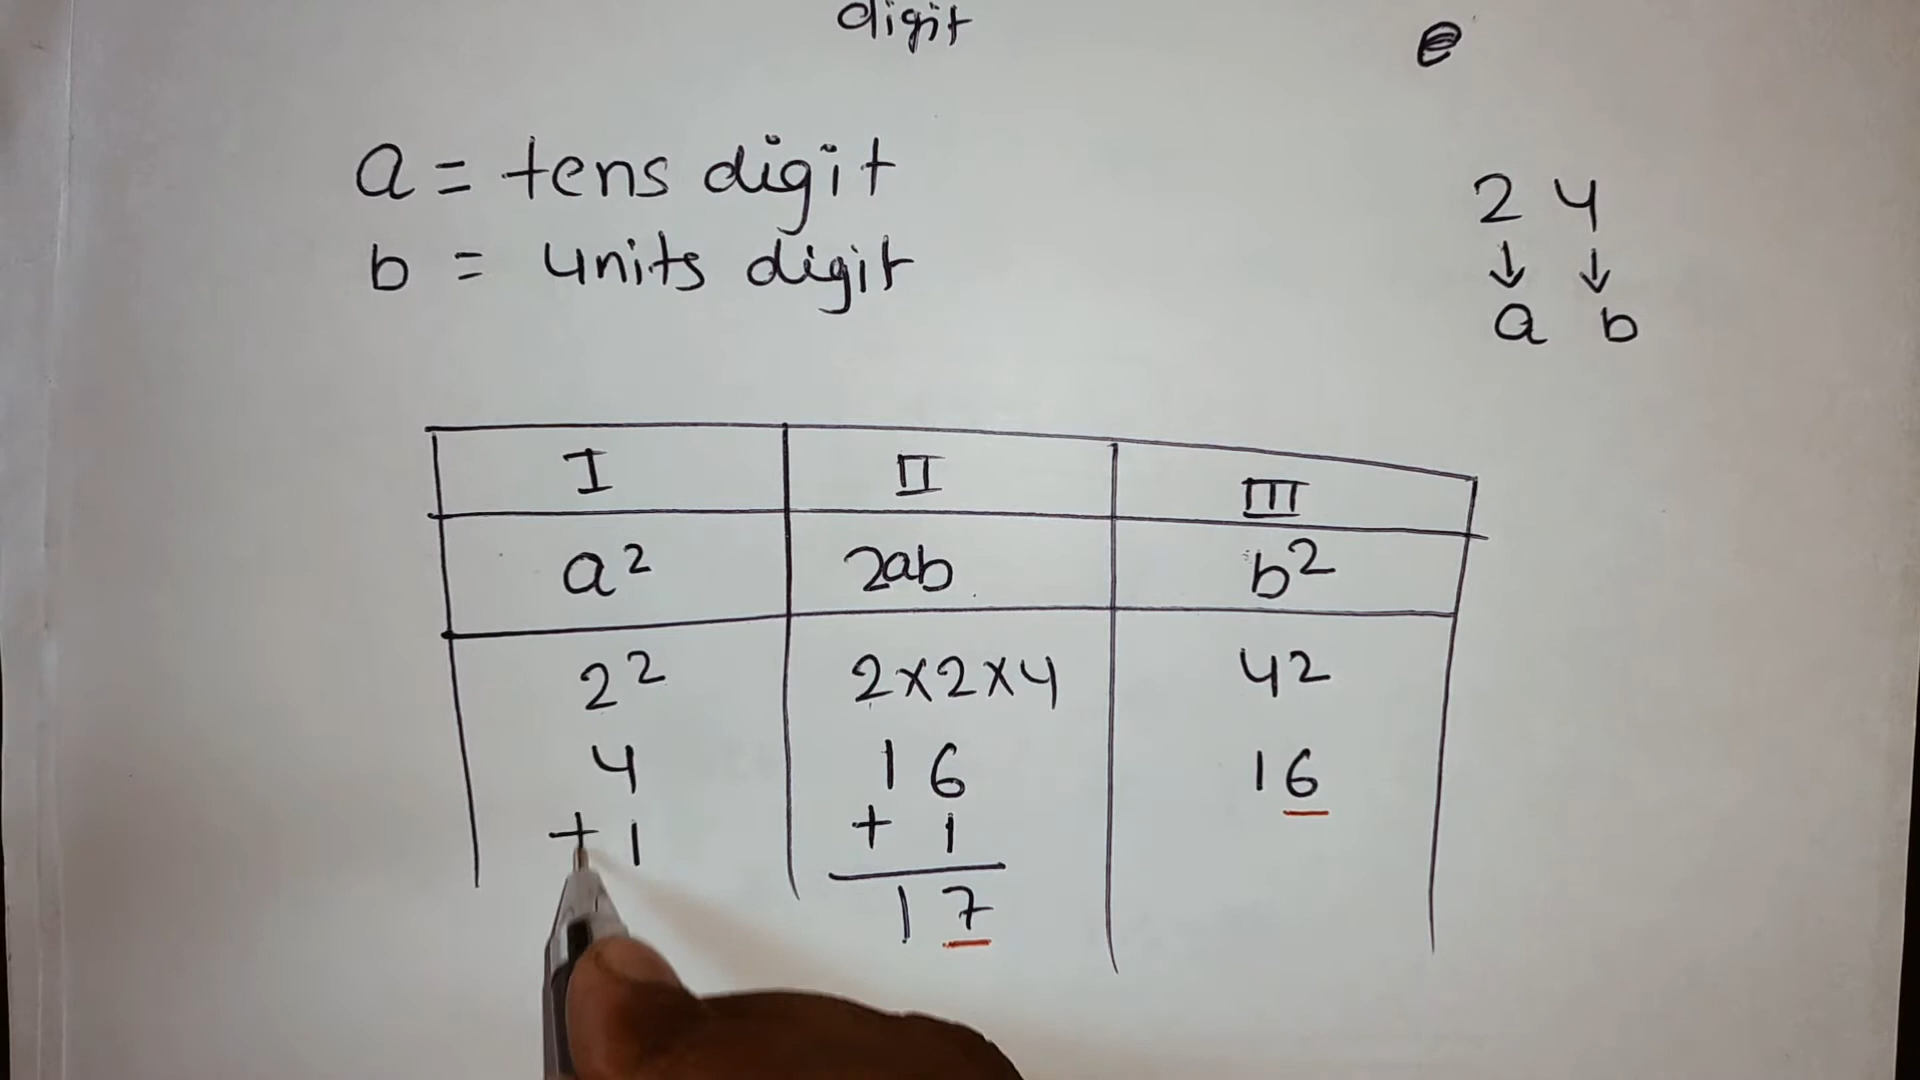 digit
a = tens digit
b = units digit
2 4
↓ ↓
a b
I II III
a² 2ab b²
2² 2×2×4 4²
4 16 16
+ 1 + 1
17